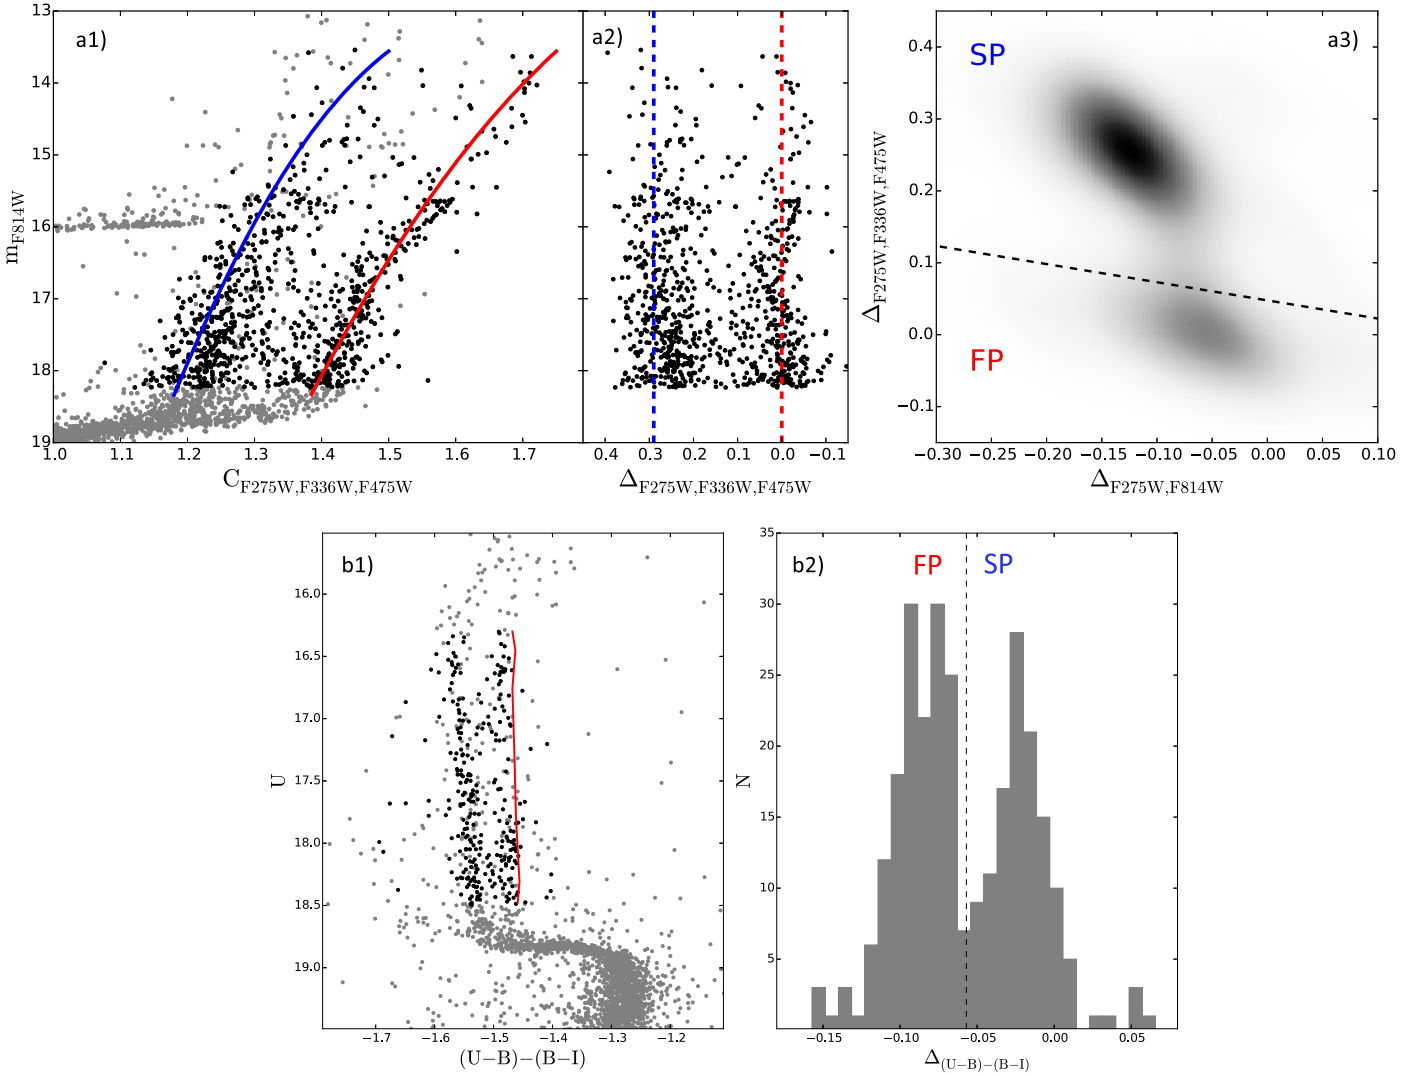 a1)
13
14
15
16
17
18
19
m_F814W
1.0 1.1 1.2 1.3 1.4 1.5 1.6 1.7
C_F275W,F336W,F475W
a2)
0.4 0.3 0.2 0.1 0.0 −0.1
Δ_F275W,F336W,F475W
SP
a3)
FP
0.4
0.3
0.2
0.1
0.0
−0.1
Δ_F275W,F336W,F475W
−0.30 −0.25 −0.20 −0.15 −0.10 −0.05 0.00 0.05 0.10
Δ_F275W,F814W
b1)
16.0
16.5
17.0
17.5
18.0
18.5
19.0
U
−1.7 −1.6 −1.5 −1.4 −1.3 −1.2
(U−B)−(B−I)
b2)
FP SP
35
30
25
20
15
10
5
N
−0.15 −0.10 −0.05 0.00 0.05
Δ_(U−B)−(B−I)